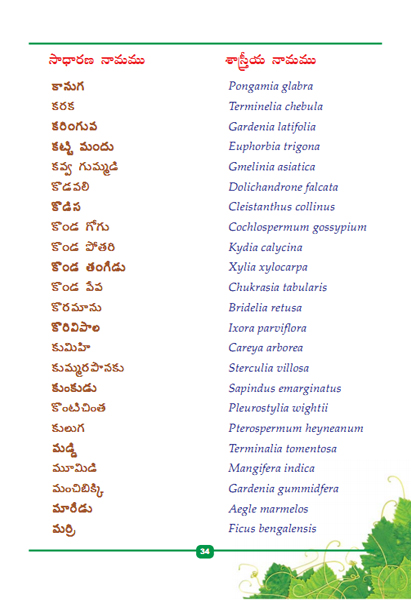 సాధారణ నామము శాస్త్రీయ నామము
కానుగ Pongamia glabra
కరక Terminelia chebula
కరింగువ Gardenia latifolia
కట్టి మందు Euphorbia trigona
కవ్వ గుమ్మడి Gmelinia asiatica
కొడవలి Dolichandrone falcata
కొడిస Cleistanthus collinus
కొండ గోగు Cochlospermum gossypium
కొండ పోతరి Kydia calycina
కొండ తంగేడు Xylia xylocarpa
కొండ పేవ Chukrasia tabularis
కొరమాను Bridelia retusa
కొరివిపాల Ixora parviflora
కుమిహి Careya arborea
కుమ్మరపొనకు Sterculia villosa
కుంకుడు Sapindus emarginatus
కొంటిచింత Pleurostylia wightii
కులుగ Pterospermum heyneanum
మద్ది Terminalia tomentosa
మూమిడి Mangifera indica
మంచిబిక్కి Gardenia gummidfera
మారేడు Aegle marmelos
మర్రి Ficus bengalensis
34